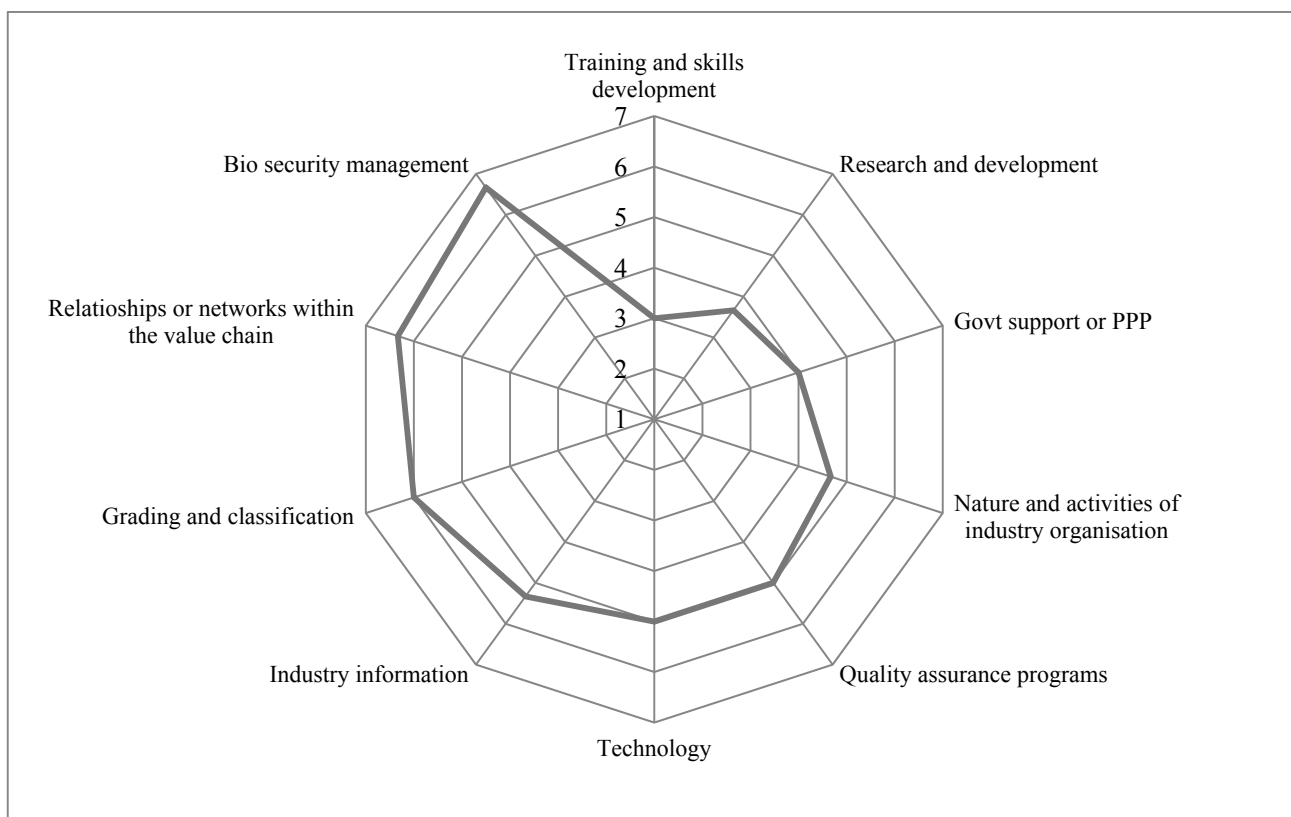 Training and skills
development
7
Bio security management
6
Research and development
5
4
Relatioships or networks within
the value chain
3
Govt support or PPP
2
1
Grading and classification
Nature and activities of
industry organisation
Industry information
Quality assurance programs
Technology